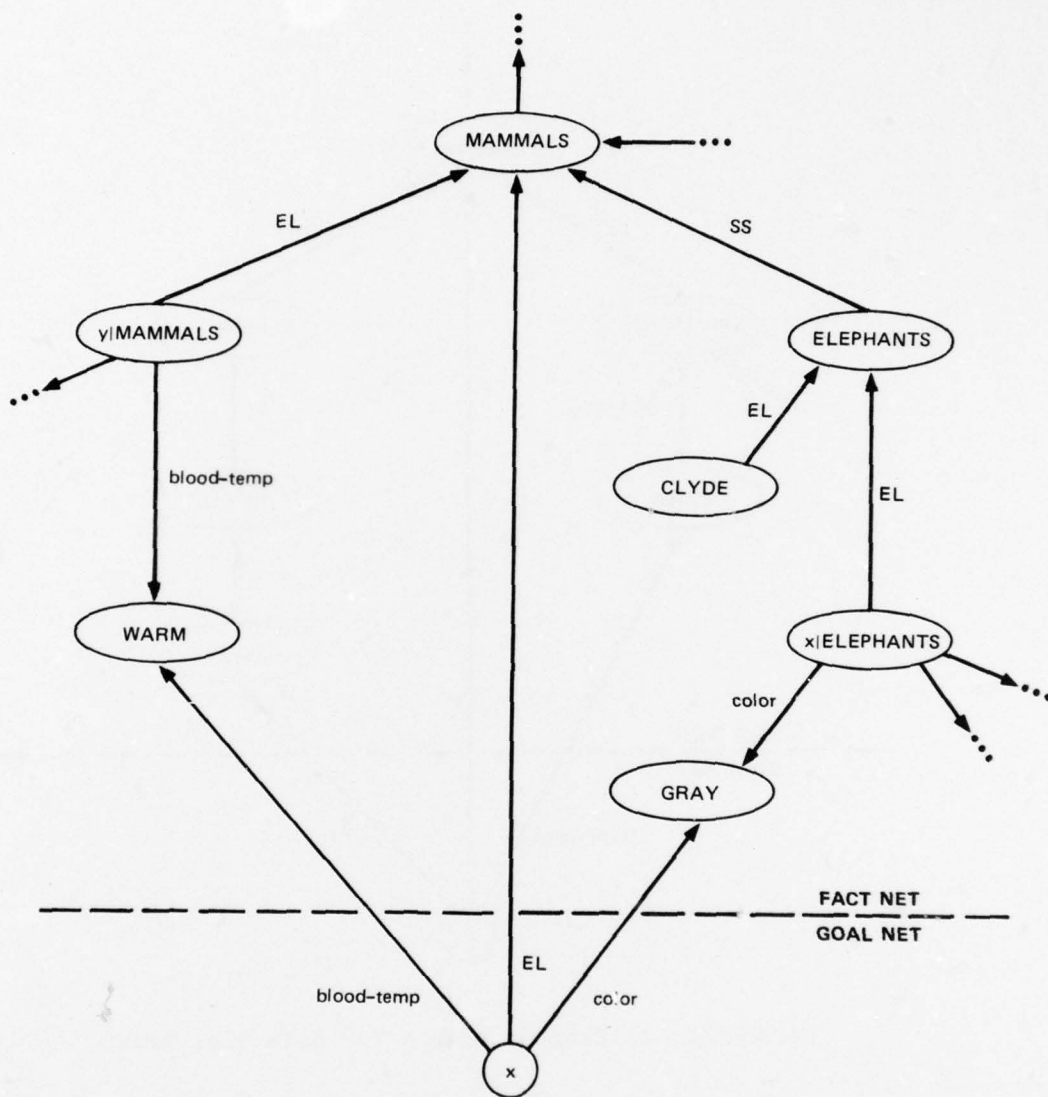 MAMMALS
EL
SS
y|MAMMALS
ELEPHANTS
EL
CLYDE
EL
blood-temp
WARM
x|ELEPHANTS
color
GRAY
FACT NET
GOAL NET
EL
blood-temp
color
x